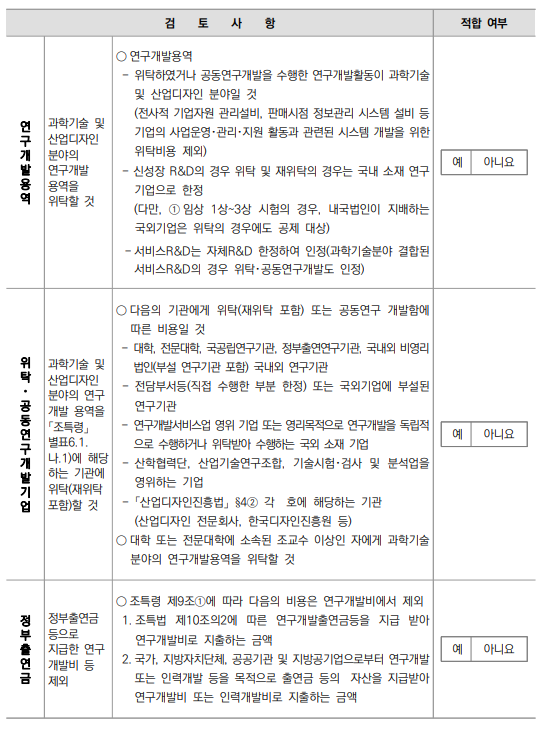 검 토 사 항 적합 여부
연구개발용역
과학기술 및
산업디자인
분야의
연구개발
용역을
위탁할 것
○ 연구개발용역
- 위탁하였거나 공동연구개발을 수행한 연구개발활동이 과학기술
및 산업디자인 분야일 것
(전사적 기업자원 관리설비, 판매시점 정보관리 시스템 설비 등
기업의 사업운영·관리·지원 활동과 관련된 시스템 개발을 위한
위탁비용 제외)
- 신성장 R&D의 경우 위탁 및 재위탁의 경우는 국내 소재 연구
기업으로 한정
(다만, ① 임상 1상~3상 시험의 경우, 내국법인이 지배하는
국외기업은 위탁의 경우에도 공제 대상)
- 서비스R&D는 자체R&D 한정하여 인정(과학기술분야 결합된
서비스R&D의 경우 위탁·공동연구개발도 인정)
예 아니요
위탁·공동연구개발기업
과학기술 및
산업디자인
분야의 연구
개발 용역을
「조특령」
별표6.1.
나.1)에 해당
하는 기관에
위탁(재위탁
포함)할 것
○ 다음의 기관에게 위탁(재위탁 포함) 또는 공동연구 개발함에
따른 비용일 것
- 대학, 전문대학, 국공립연구기관, 정부출연연구기관, 국내외 비영리
법인(부설 연구기관 포함) 국내외 연구기관
- 전담부서등(직접 수행한 부분 한정) 또는 국외기업에 부설된
연구기관
- 연구개발서비스업 영위 기업 또는 영리목적으로 연구개발을 독립적
으로 수행하거나 위탁받아 수행하는 국외 소재 기업
- 산학협력단, 산업기술연구조합, 기술시험·검사 및 분석업을
영위하는 기업
- 「산업디자인진흥법」 §4② 각 호에 해당하는 기관
(산업디자인 전문회사, 한국디자인진흥원 등)
○ 대학 또는 전문대학에 소속된 조교수 이상인 자에게 과학기술
분야의 연구개발용역을 위탁할 것
예 아니요
정부출연금
정부출연금
등으로
지급한 연구
개발비 등
제외
○ 조특령 제9조①에 따라 다음의 비용은 연구개발비에서 제외
1. 조특법 제10조의2에 따른 연구개발출연금등을 지급 받아
연구개발비로 지출하는 금액
2. 국가, 지방자치단체, 공공기관 및 지방공기업으로부터 연구개발
또는 인력개발 등을 목적으로 출연금 등의 자산을 지급받아
연구개발비 또는 인력개발비로 지출하는 금액
예 아니요